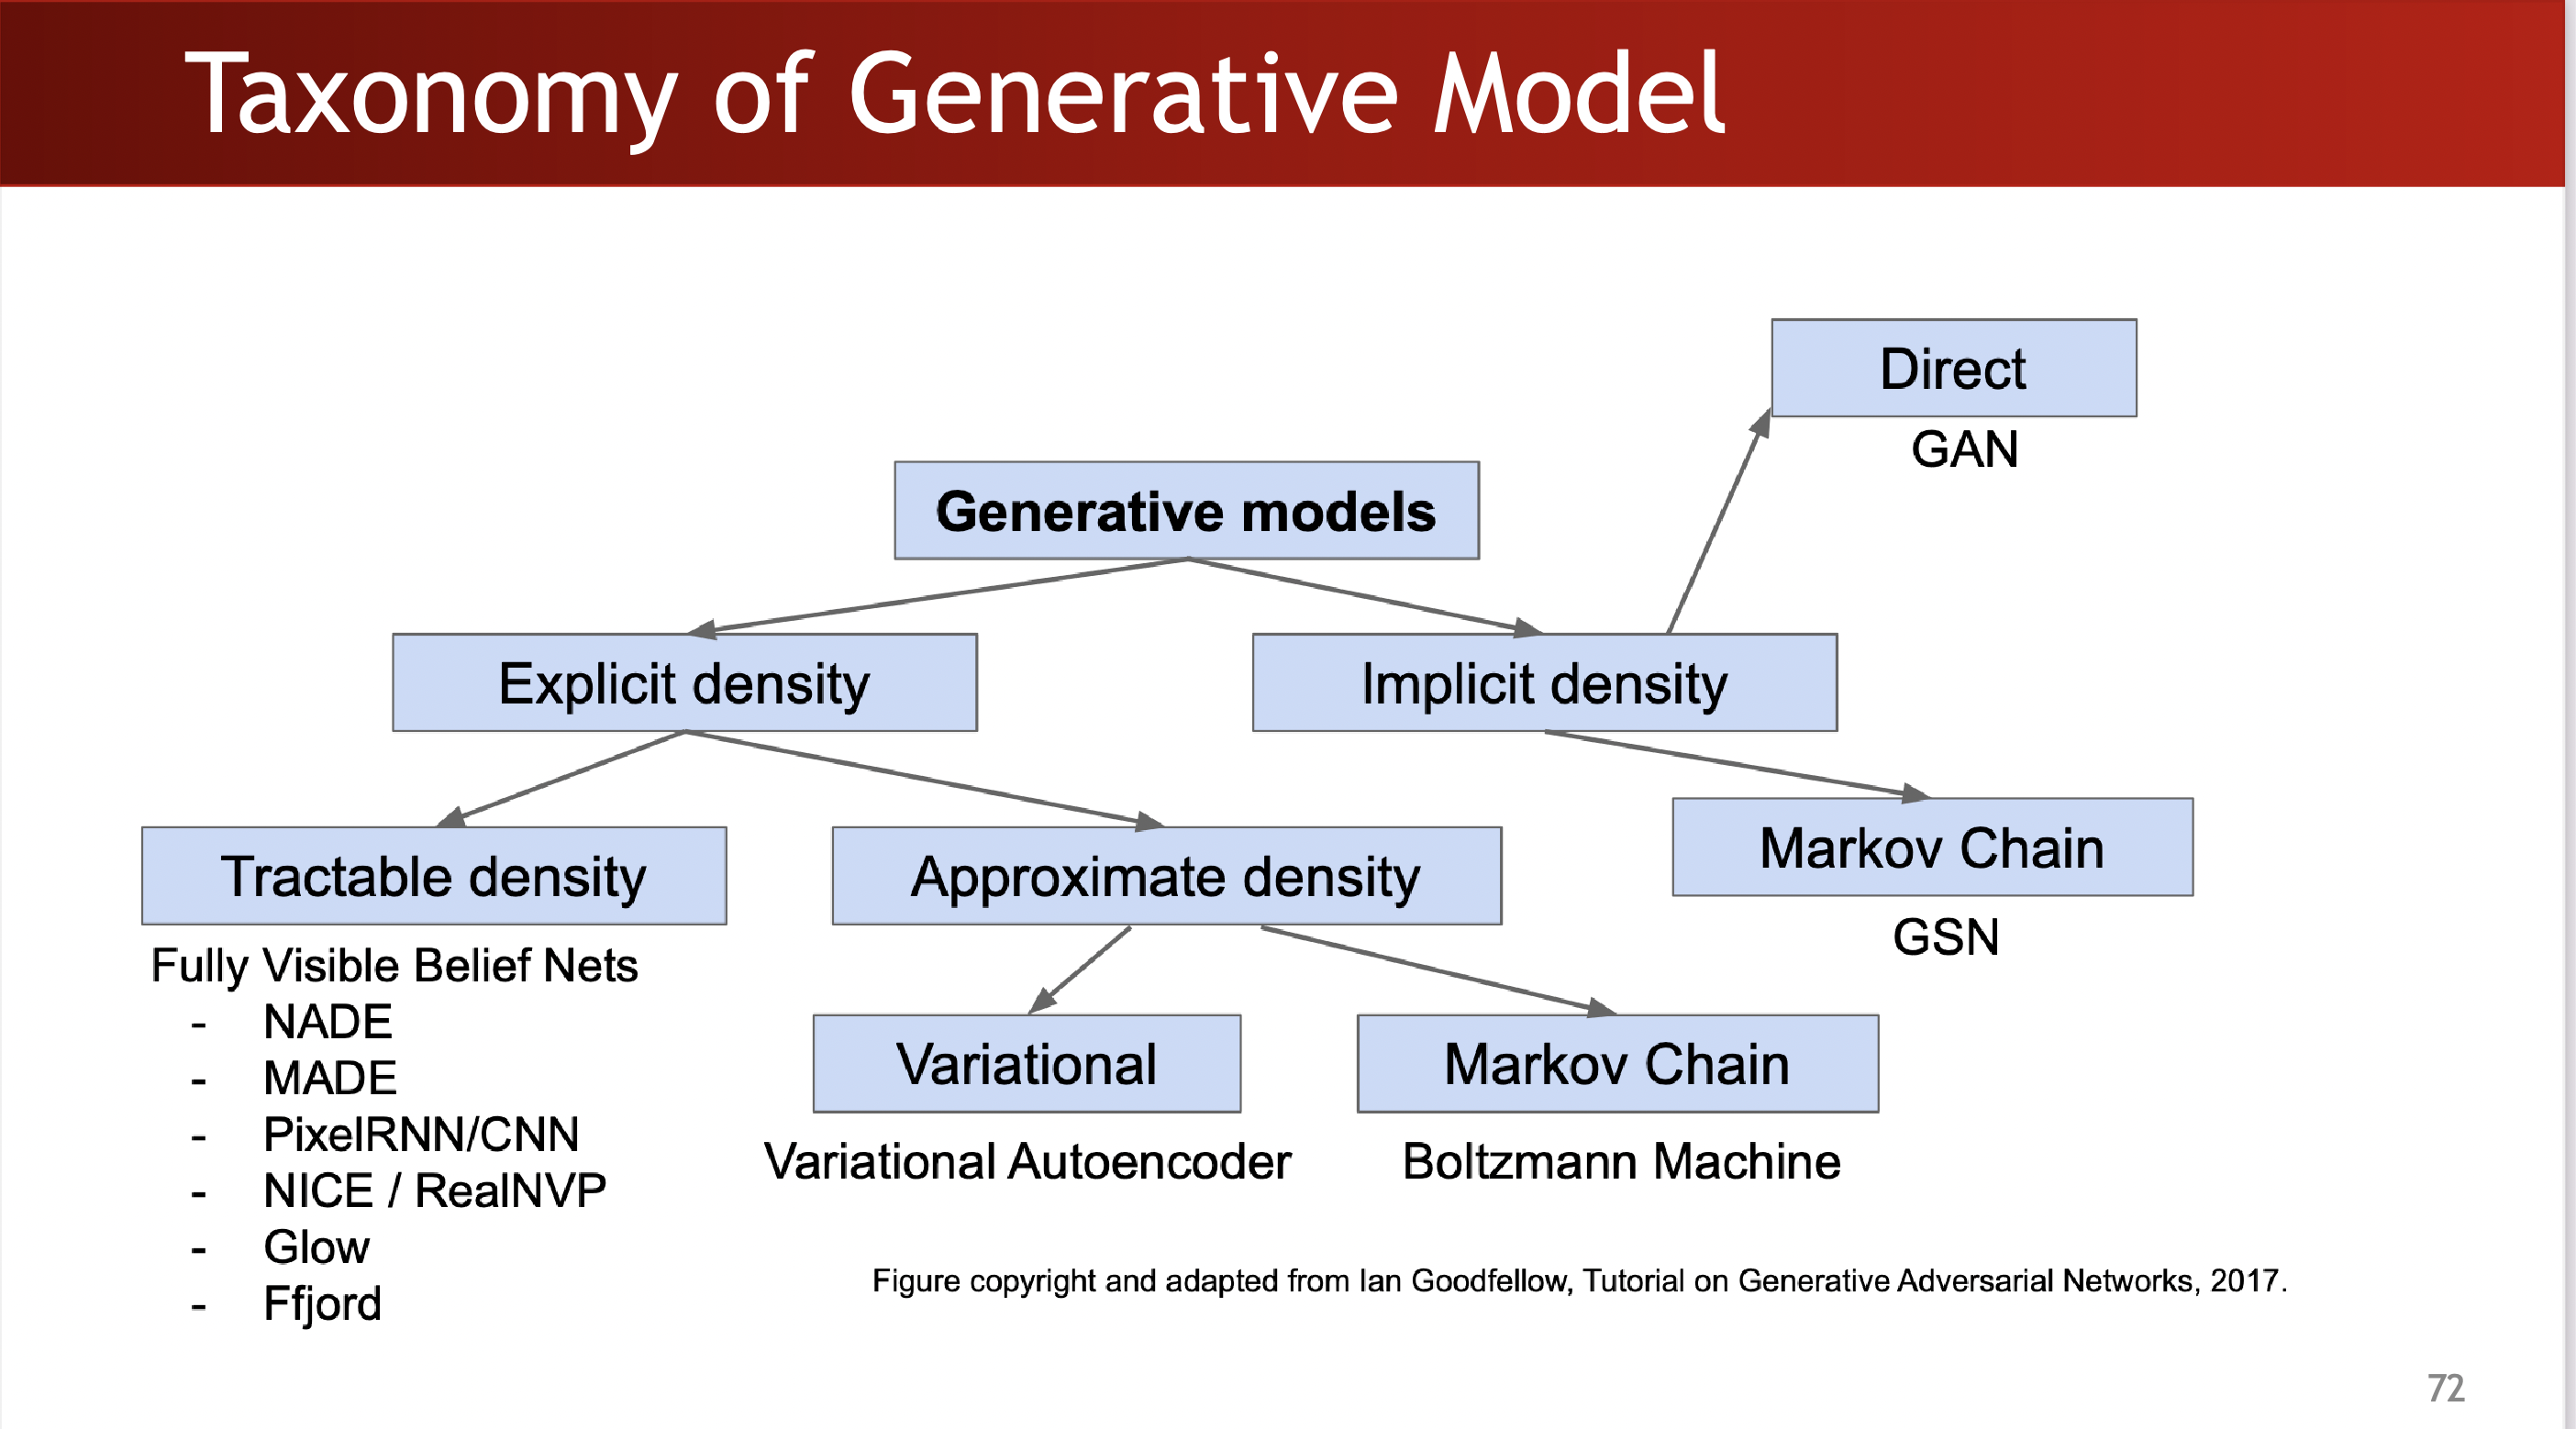 Taxonomy of Generative Model
Direct
GAN
Generative models
Explicit density
Implicit density
Tractable density
Approximate density
Markov Chain
GSN
Fully Visible Belief Nets
- NADE
- MADE
- PixelRNN/CNN
- NICE / RealNVP
- Glow
- Ffjord
Variational
Markov Chain
Variational Autoencoder
Boltzmann Machine
Figure copyright and adapted from Ian Goodfellow, Tutorial on Generative Adversarial Networks, 2017.
72